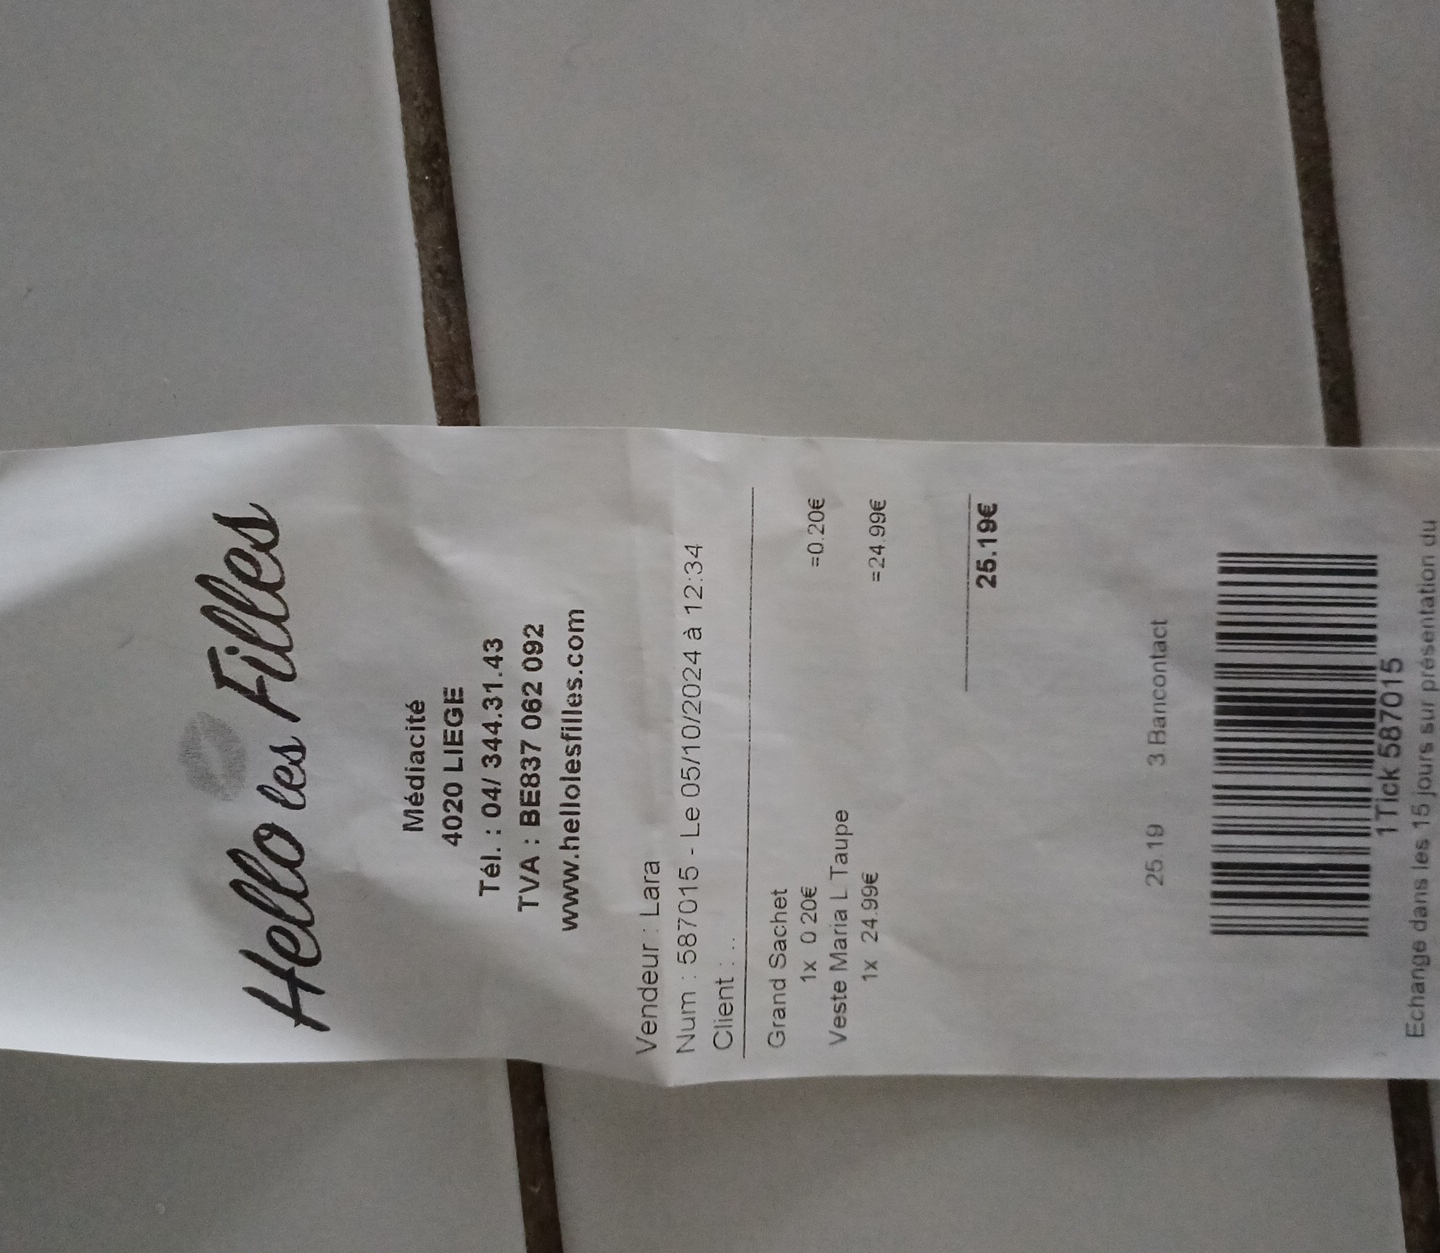 Hello les Filles
Médiacité
4020 LIEGE
Tél. : 04/ 344.31.43
TVA : BE837 062 092
www.hellolesfilles.com
Vendeur : Lara
Num : 587015 - Le 05/10/2024 à 12:34
Client : ..
Grand Sachet
1x 0.20€ =0.20€
Veste Maria L Taupe
1x 24.99€ =24.99€
25.19€
25.19 3 Bancontact
1Tick 587015
Echange dans les 15 jours sur présentation du